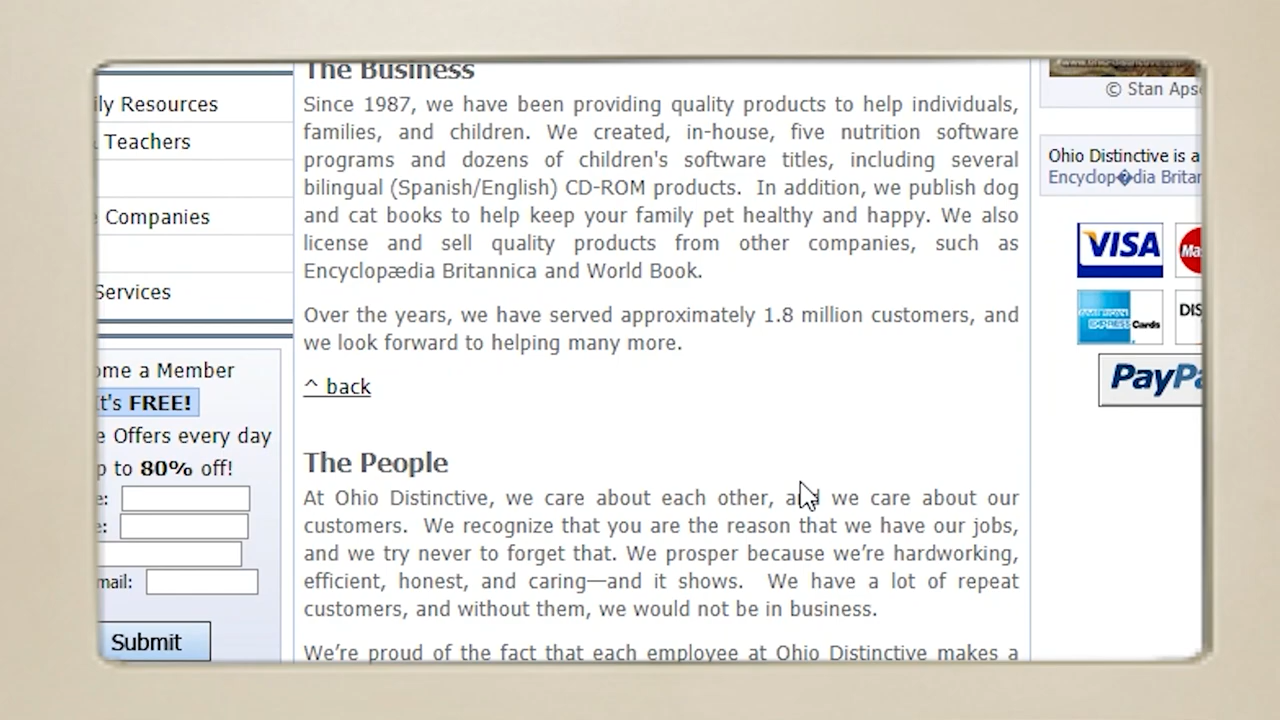 The Business
Since 1987, we have been providing quality products to help individuals,
families, and children. We created, in-house, five nutrition software
programs and dozens of children's software titles, including several
bilingual (Spanish/English) CD-ROM products. In addition, we publish dog
and cat books to help keep your family pet healthy and happy. We also
license and sell quality products from other companies, such as
Encyclopædia Britannica and World Book.
Over the years, we have served approximately 1.8 million customers, and
we look forward to helping many more.
^ back
The People
At Ohio Distinctive, we care about each other, and we care about our
customers. We recognize that you are the reason that we have our jobs,
and we try never to forget that. We prosper because we’re hardworking,
efficient, honest, and caring—and it shows. We have a lot of repeat
customers, and without them, we would not be in business.
We’re proud of the fact that each employee at Ohio Distinctive makes a
ily Resources
Teachers
Companies
Services
ome a Member
It's FREE!
e Offers every day
p to 80% off!
e:
e:
mail:
Submit
© Stan Aps
Ohio Distinctive is a
Encyclop�dia Britan
VISA
Ma
AMERICAN
EXPRESS Cards
DIS
PayPa